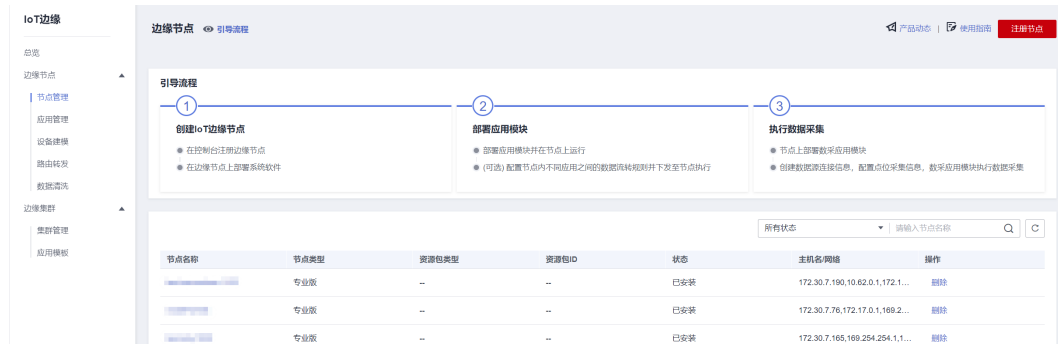 IoT边缘
总览
边缘节点
节点管理
应用管理
设备建模
路由转发
数据清洗
边缘集群
集群管理
应用模板
边缘节点 引导流程
产品动态 | 使用指南 注册节点
引导流程
1
创建IoT边缘节点
在控制台注册边缘节点
在边缘节点上部署系统软件
2
部署应用模块
部署应用模块并在节点上运行
(可选) 配置节点内不同应用之间的数据流转规则并下发至节点执行
3
执行数据采集
节点上部署数采应用模块
创建数据源连接信息，配置点位采集信息，数采应用模块执行数据采集
所有状态 请输入节点名称
节点名称 节点类型 资源包类型 资源包ID 状态 主机名/网络 操作
专业版 -- -- 已安装 172.30.7.190,10.62.0.1,172.1... 删除
专业版 -- -- 已安装 172.30.7.76,172.17.0.1,169.2... 删除
专业版 -- -- 已安装 172.30.7.165,169.254.254.1,1... 删除